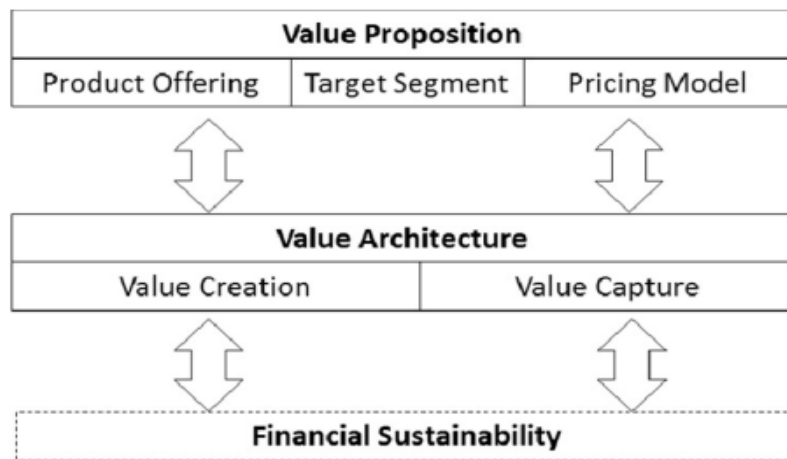 Value Proposition
Product Offering Target Segment Pricing Model
Value Architecture
Value Creation Value Capture
Financial Sustainability